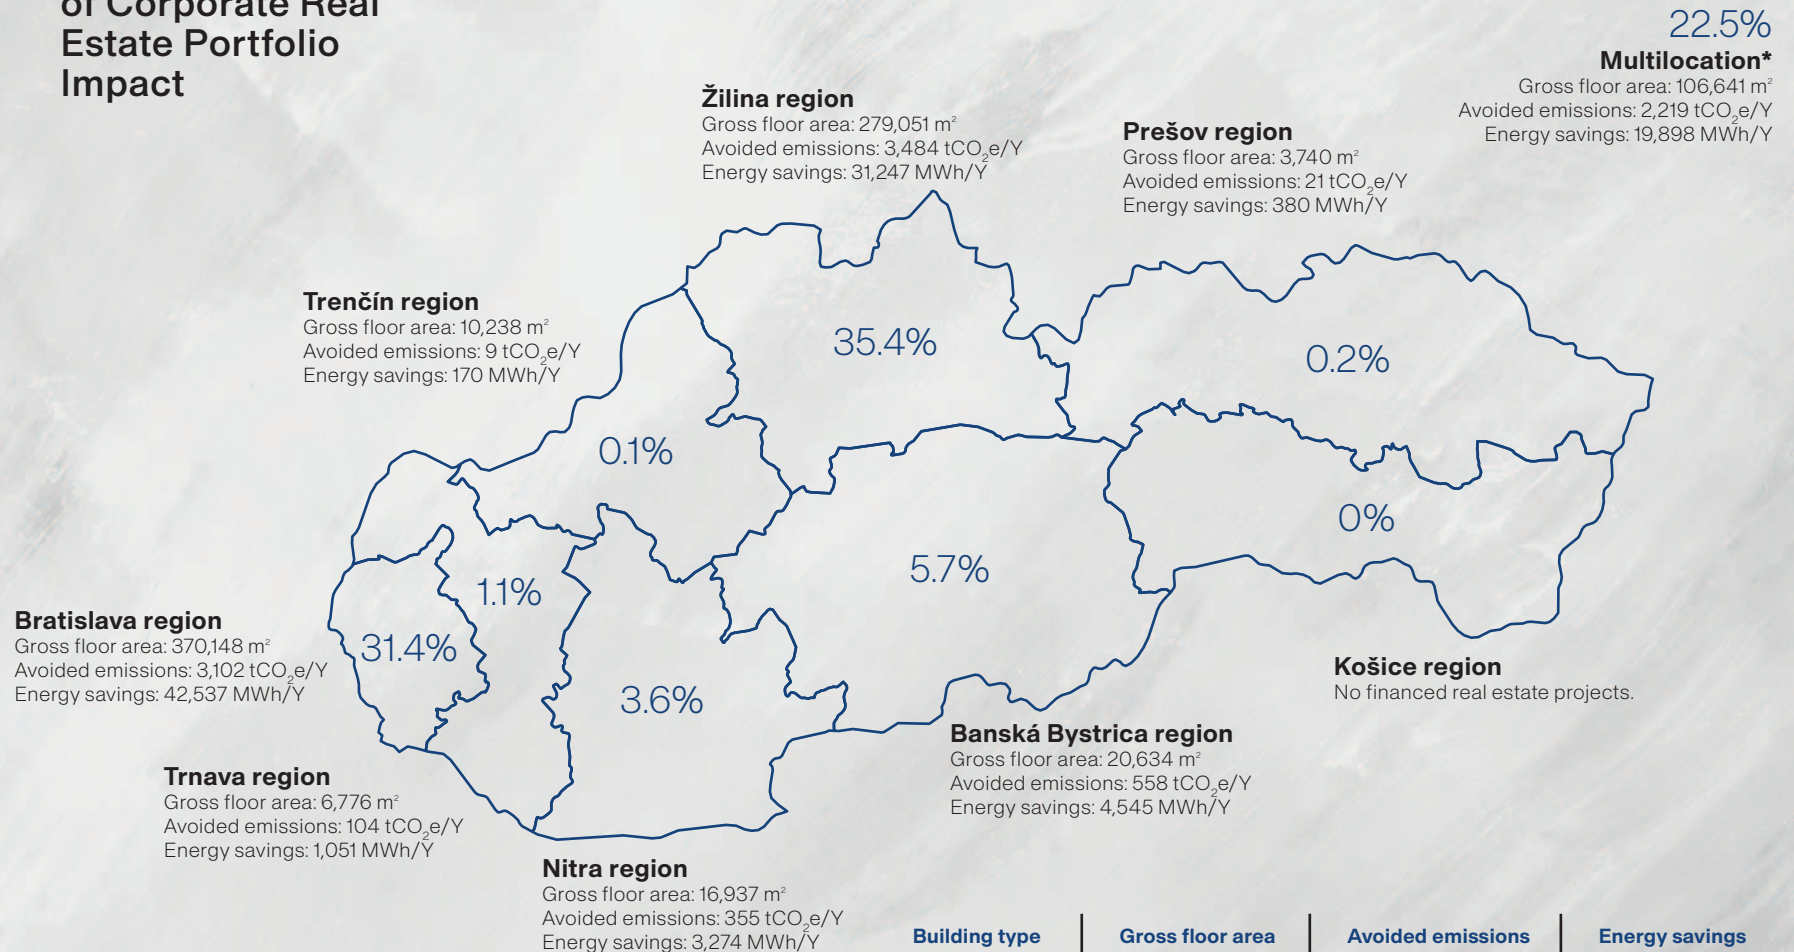 of Corporate Real
Estate Portfolio
Impact
22.5%
Multilocation*
Gross floor area: 106,641 m²
Avoided emissions: 2,219 tCO₂e/Y
Energy savings: 19,898 MWh/Y
Žilina region
Gross floor area: 279,051 m²
Avoided emissions: 3,484 tCO₂e/Y
Energy savings: 31,247 MWh/Y
Prešov region
Gross floor area: 3,740 m²
Avoided emissions: 21 tCO₂e/Y
Energy savings: 380 MWh/Y
Trenčín region
Gross floor area: 10,238 m²
Avoided emissions: 9 tCO₂e/Y
Energy savings: 170 MWh/Y
35.4%
0.2%
0.1%
0%
5.7%
1.1%
31.4%
3.6%
Bratislava region
Gross floor area: 370,148 m²
Avoided emissions: 3,102 tCO₂e/Y
Energy savings: 42,537 MWh/Y
Košice region
No financed real estate projects.
Banská Bystrica region
Gross floor area: 20,634 m²
Avoided emissions: 558 tCO₂e/Y
Energy savings: 4,545 MWh/Y
Trnava region
Gross floor area: 6,776 m²
Avoided emissions: 104 tCO₂e/Y
Energy savings: 1,051 MWh/Y
Nitra region
Gross floor area: 16,937 m²
Avoided emissions: 355 tCO₂e/Y
Energy savings: 3,274 MWh/Y
Building type
Gross floor area
Avoided emissions
Energy savings